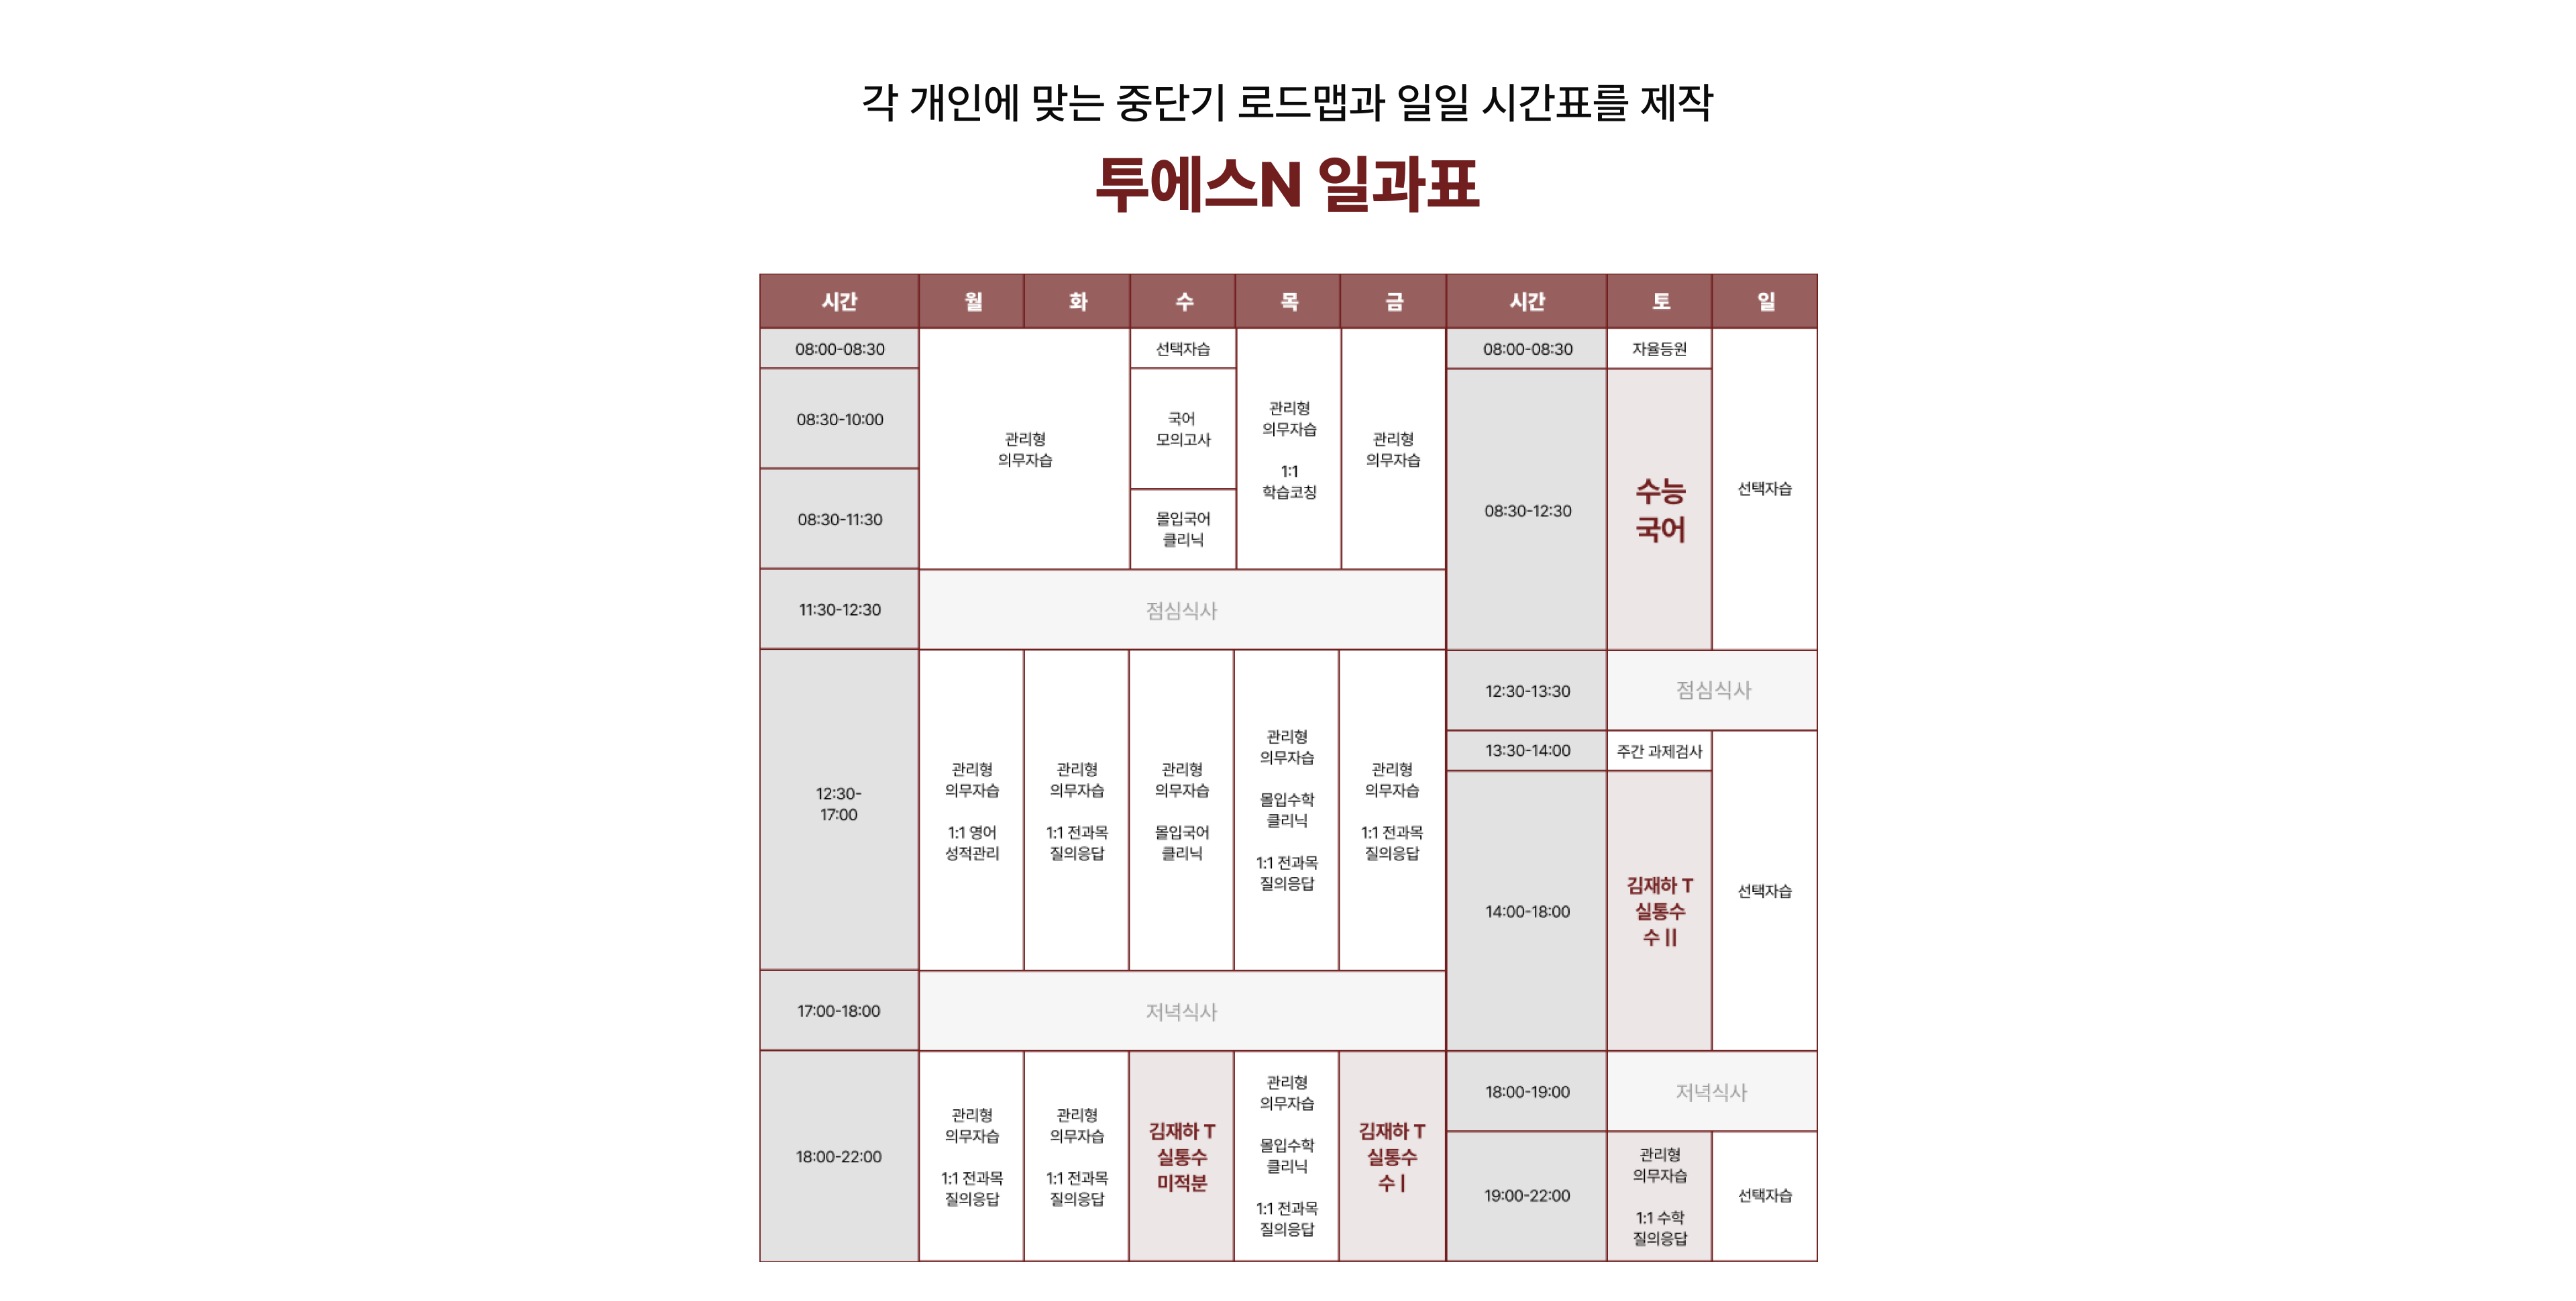 각 개인에 맞는 중단기 로드맵과 일일 시간표를 제작
투에스N 일과표
시간 월 화 수 목 금 시간 토 일
08:00-08:30
선택자습
08:00-08:30
자율등원
08:30-10:00
08:30-11:30
관리형
의무자습
국어
모의고사
몰입국어
클리닉
관리형
의무자습
1:1
학습코칭
관리형
의무자습
08:30-12:30
수능
국어
선택자습
11:30-12:30
점심식사
12:30-13:30
점심식사
12:30-
17:00
관리형
의무자습
1:1 영어
성적관리
관리형
의무자습
1:1 전과목
질의응답
관리형
의무자습
몰입국어
클리닉
관리형
의무자습
몰입수학
클리닉
1:1 전과목
질의응답
관리형
의무자습
1:1 전과목
질의응답
13:30-14:00
주간 과제검사
14:00-18:00
김재하 T
실통수
수 ||
선택자습
17:00-18:00
저녁식사
18:00-19:00
저녁식사
18:00-22:00
관리형
의무자습
1:1 전과목
질의응답
관리형
의무자습
1:1 전과목
질의응답
김재하 T
실통수
미적분
관리형
의무자습
몰입수학
클리닉
1:1 전과목
질의응답
김재하 T
실통수
수 |
19:00-22:00
관리형
의무자습
1:1 수학
질의응답
선택자습